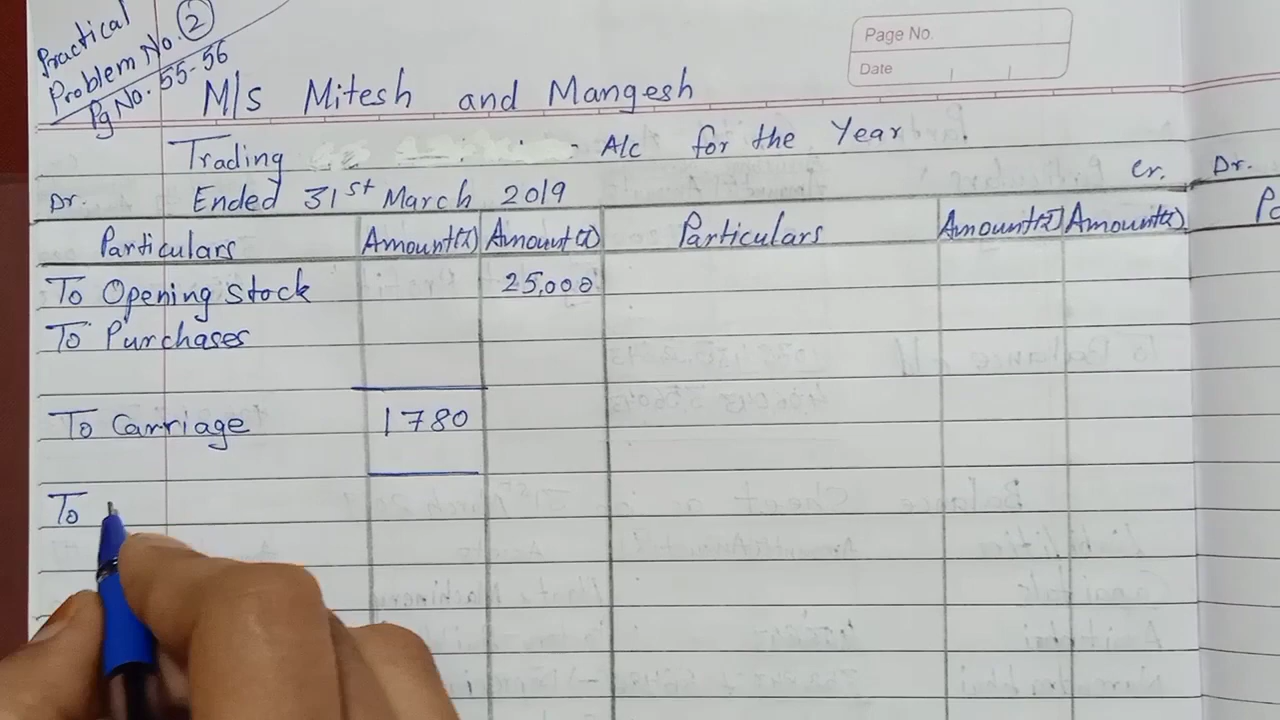 Practical
Problem No. 2
Pg No. 55-56
Page No.
Date
M/s Mitesh and Mangesh
Trading A/c for the Year
Dr. Ended 31st March 2019 Cr. Dr.
Particulars Amount(₹) Amount(₹) Particulars Amount(₹) Amount(₹)
To Opening Stock 25,000
To Purchases
To Carriage 1780
To